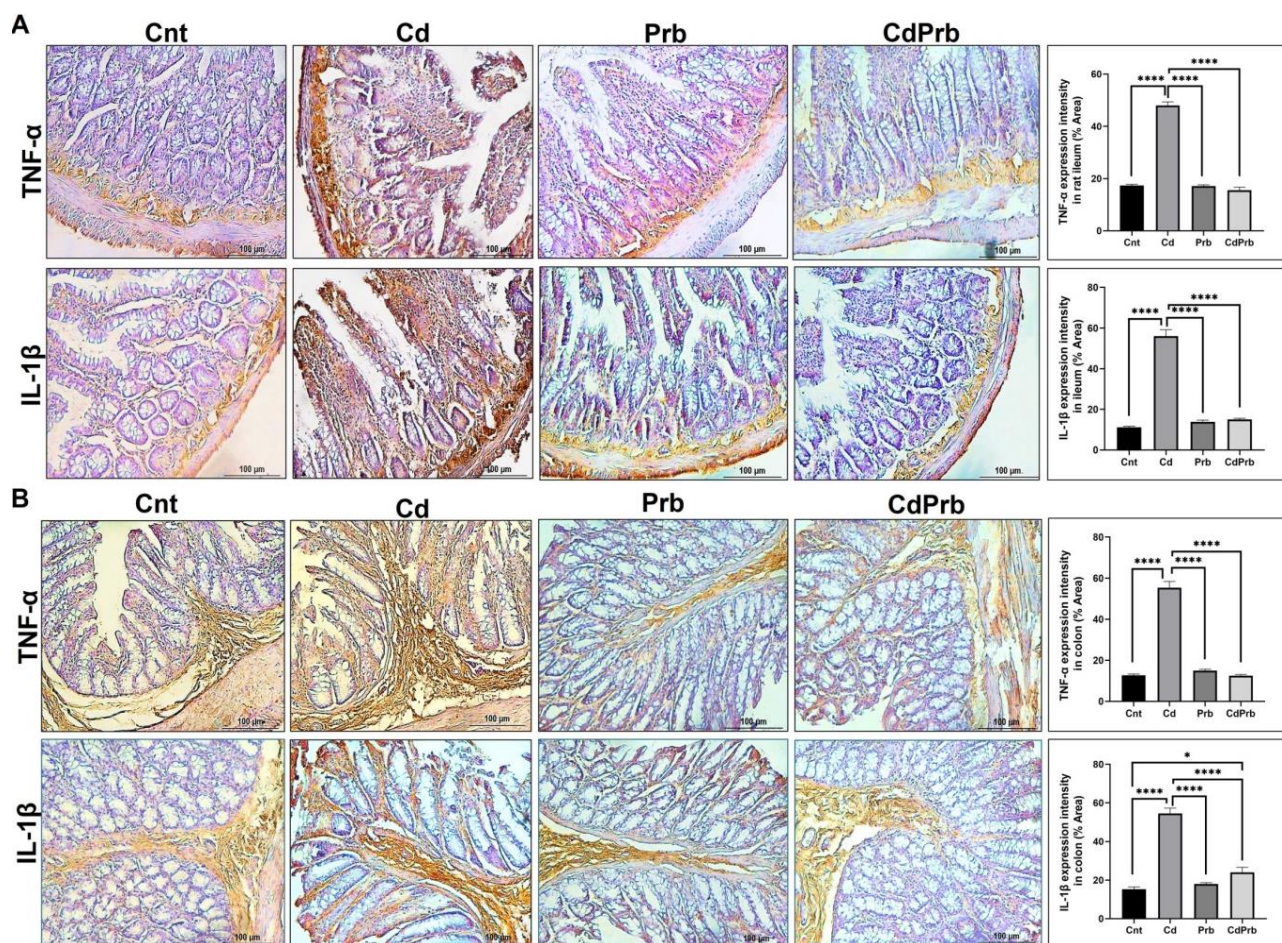 A
Cnt
Cd
Prb
CdPrb
TNF-α
100 μm
100 μm
100 μm
100 μm
TNF-α expression intensity
in rat ileum (% Area)
60
40
20
0
****
**** ****
Cnt Cd Prb CdPrb
IL-1β
100 μm
100 μm
100 μm
100 μm
IL-1β expression intensity
in ileum (% Area)
80
60
40
20
0
****
**** ****
Cnt Cd Prb CdPrb
B
Cnt
Cd
Prb
CdPrb
TNF-α
100 μm
100 μm
100 μm
100 μm
TNF-α expression intensity
in colon (% Area)
80
60
40
20
0
****
**** ****
Cnt Cd Prb CdPrb
IL-1β
100 μm
100 μm
100 μm
100 μm
IL-1β expression intensity
in colon (% Area)
80
60
40
20
0
*
****
**** ****
Cnt Cd Prb CdPrb